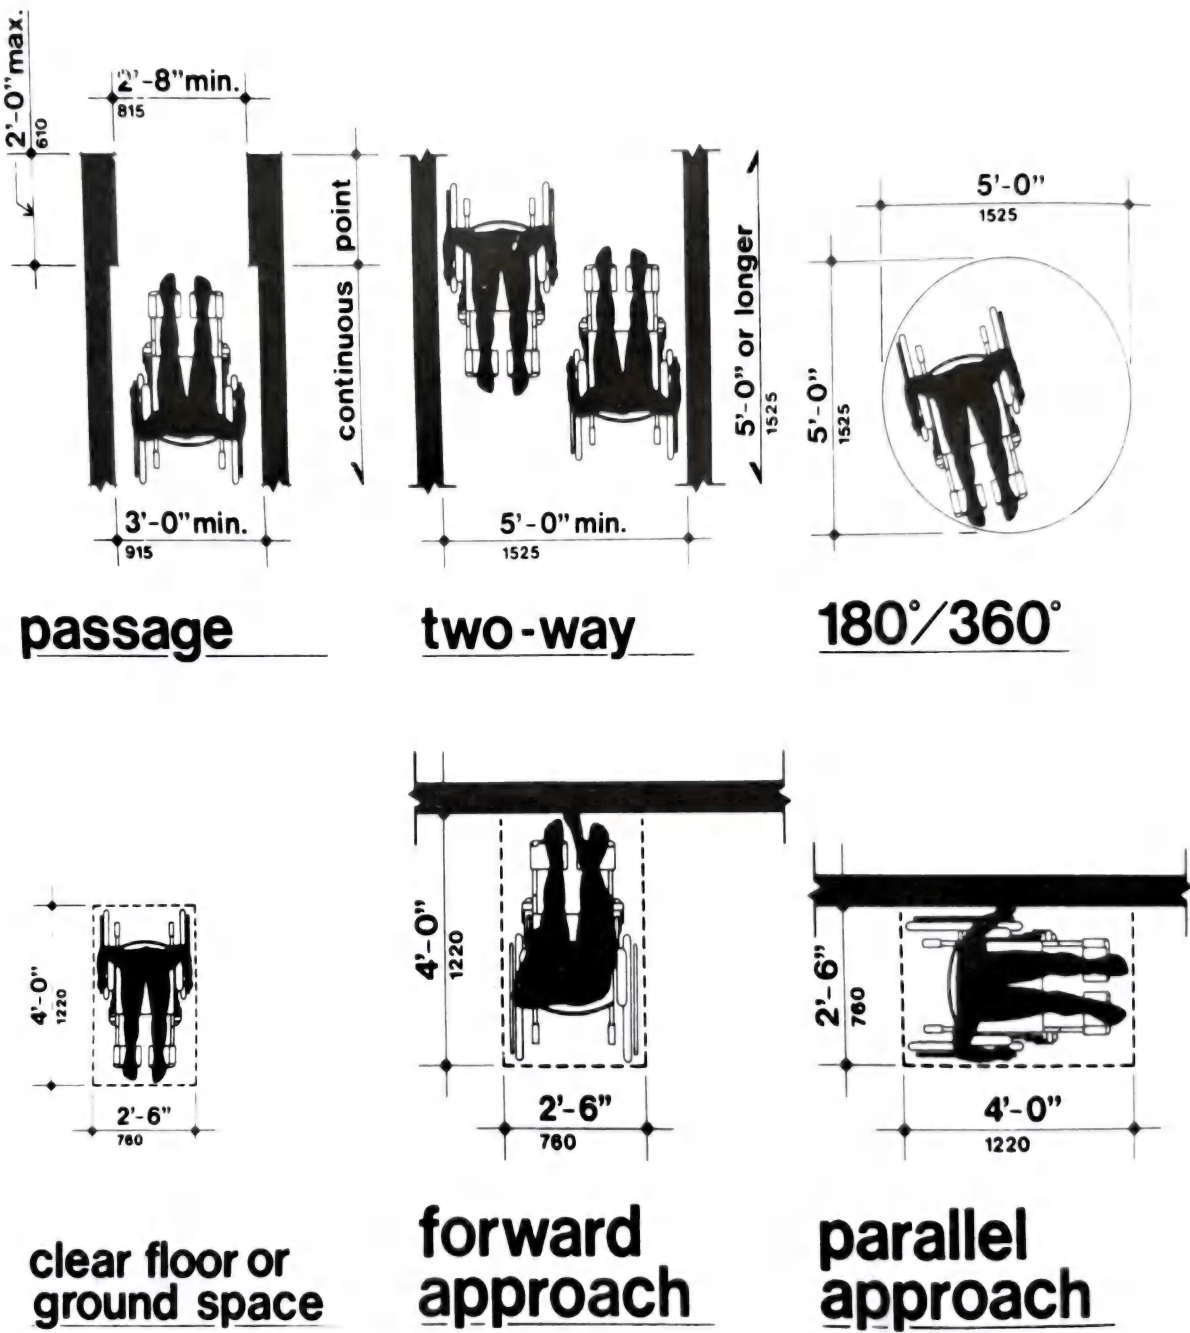 2'-0" max.
610
2'-8" min.
815
continuous point
3'-0" min.
915
passage
5'-0" or longer
1525
5'-0" min.
1525
two-way
5'-0"
1525
5'-0"
1525
180°/360°
4'-0"
1220
2'-6"
760
clear floor or
ground space
4'-0"
1220
2'-6"
760
forward
approach
2'-6"
760
4'-0"
1220
parallel
approach